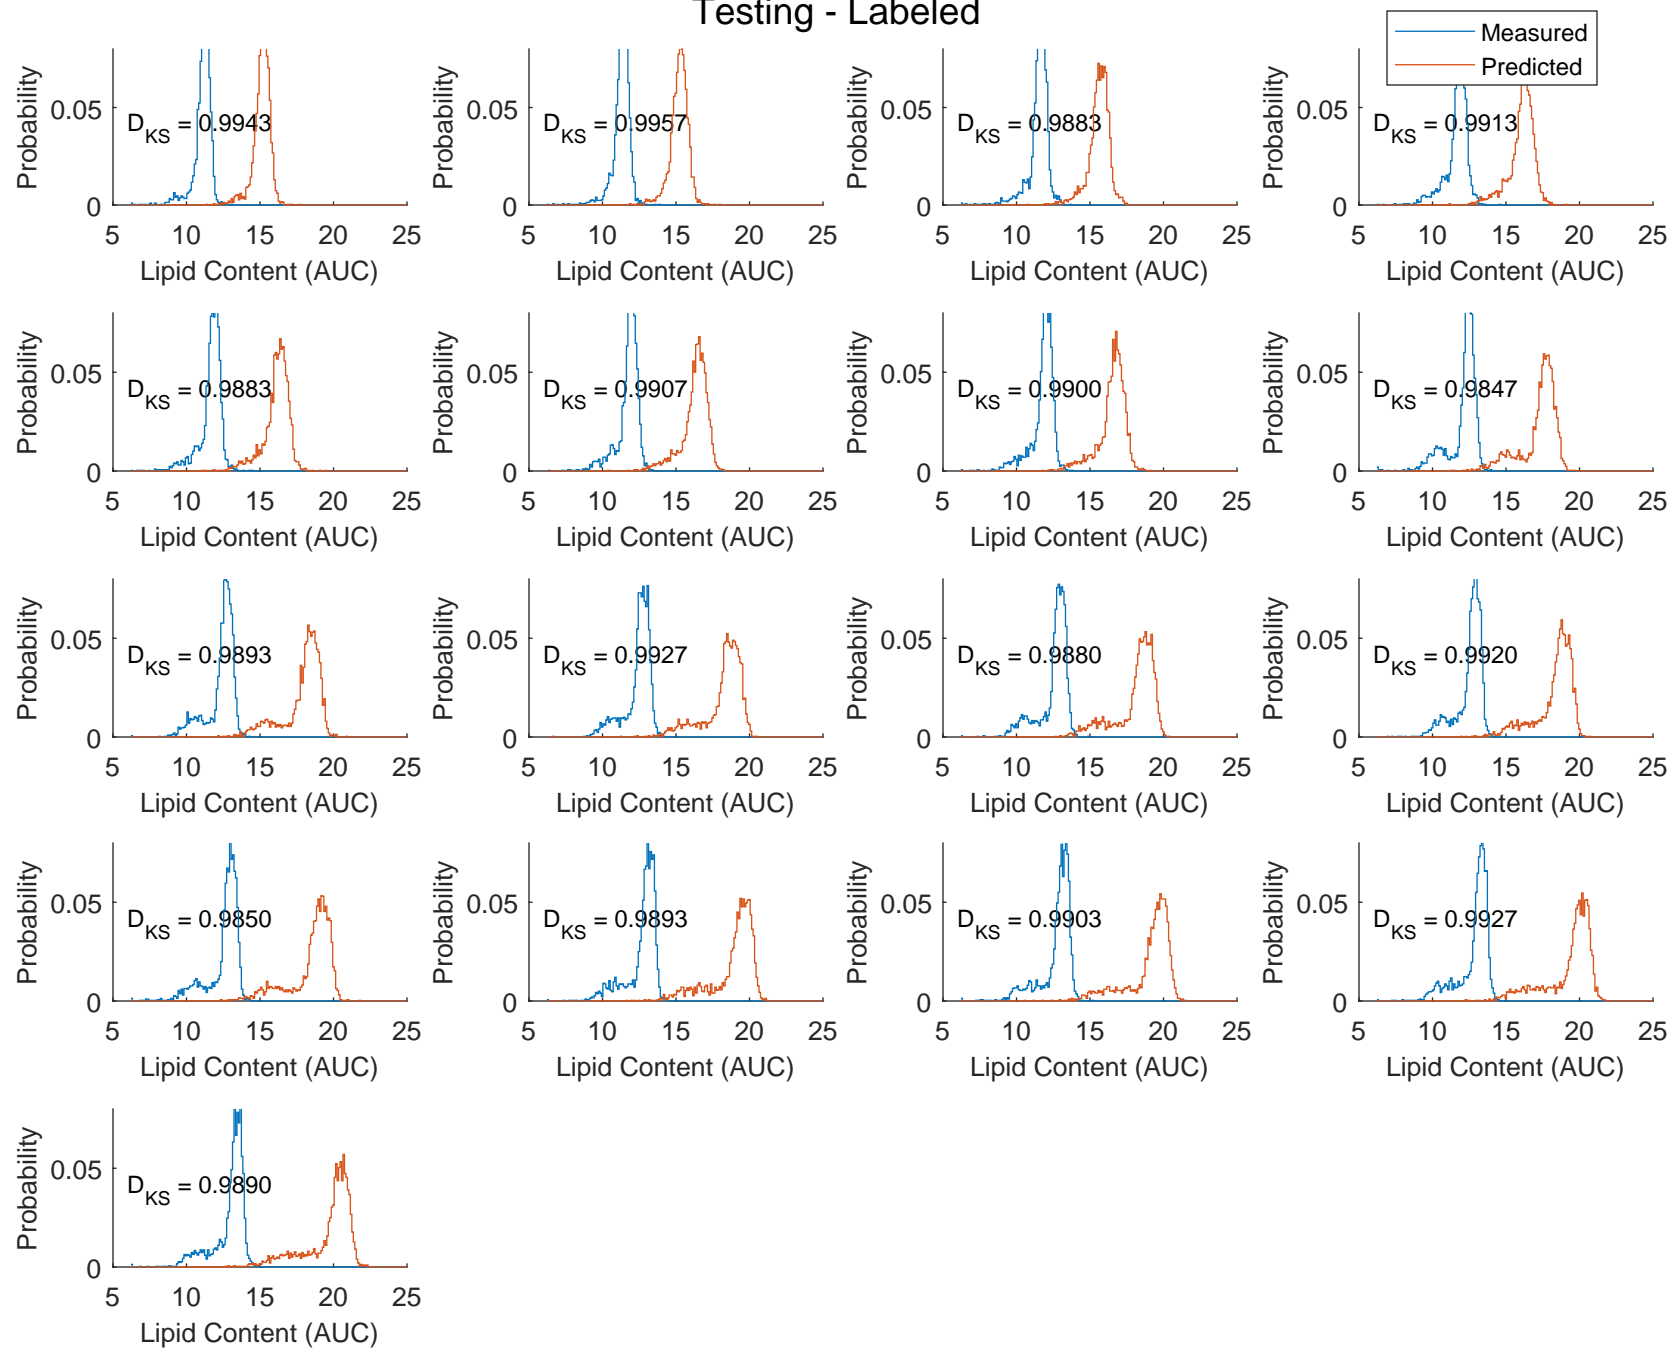 Testing - Labeled
Measured
Predicted
Probability
0.05
0
D_KS = 0.9943
5 10 15 20 25
Lipid Content (AUC)
Probability
0.05
0
D_KS = 0.9957
5 10 15 20 25
Lipid Content (AUC)
Probability
0.05
0
D_KS = 0.9883
5 10 15 20 25
Lipid Content (AUC)
Probability
0.05
0
D_KS = 0.9913
5 10 15 20 25
Lipid Content (AUC)
Probability
0.05
0
D_KS = 0.9883
5 10 15 20 25
Lipid Content (AUC)
Probability
0.05
0
D_KS = 0.9907
5 10 15 20 25
Lipid Content (AUC)
Probability
0.05
0
D_KS = 0.9900
5 10 15 20 25
Lipid Content (AUC)
Probability
0.05
0
D_KS = 0.9847
5 10 15 20 25
Lipid Content (AUC)
Probability
0.05
0
D_KS = 0.9893
5 10 15 20 25
Lipid Content (AUC)
Probability
0.05
0
D_KS = 0.9927
5 10 15 20 25
Lipid Content (AUC)
Probability
0.05
0
D_KS = 0.9880
5 10 15 20 25
Lipid Content (AUC)
Probability
0.05
0
D_KS = 0.9920
5 10 15 20 25
Lipid Content (AUC)
Probability
0.05
0
D_KS = 0.9850
5 10 15 20 25
Lipid Content (AUC)
Probability
0.05
0
D_KS = 0.9893
5 10 15 20 25
Lipid Content (AUC)
Probability
0.05
0
D_KS = 0.9903
5 10 15 20 25
Lipid Content (AUC)
Probability
0.05
0
D_KS = 0.9927
5 10 15 20 25
Lipid Content (AUC)
Probability
0.05
0
D_KS = 0.9890
5 10 15 20 25
Lipid Content (AUC)